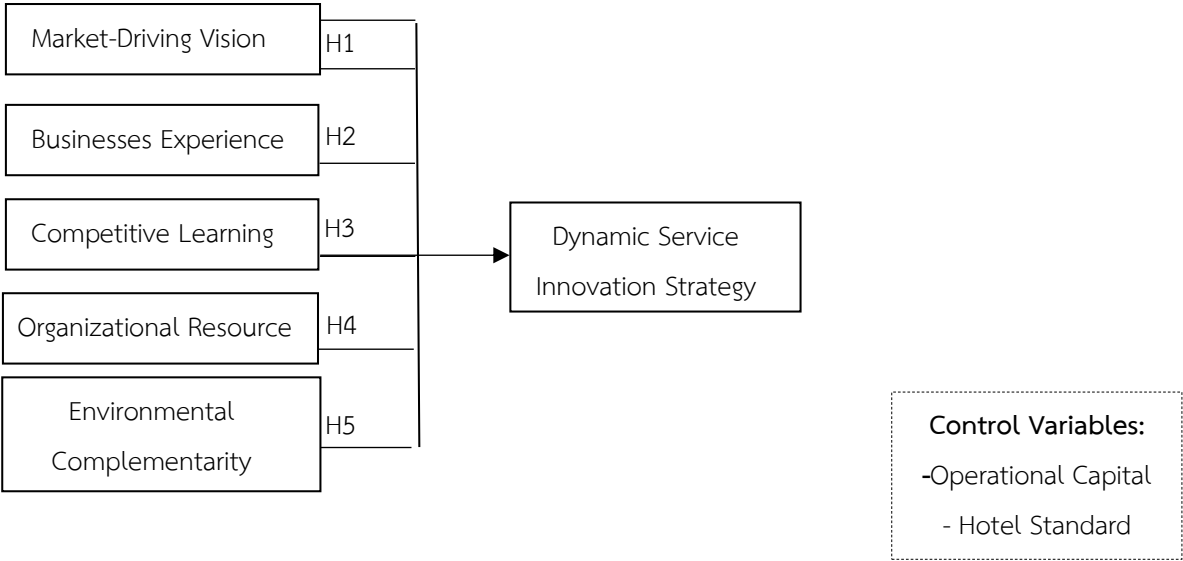 Market-Driving Vision
H1
Businesses Experience
H2
Competitive Learning
H3
Organizational Resource
H4
Environmental
Complementarity
H5
Dynamic Service
Innovation Strategy
Control Variables:
-Operational Capital
- Hotel Standard